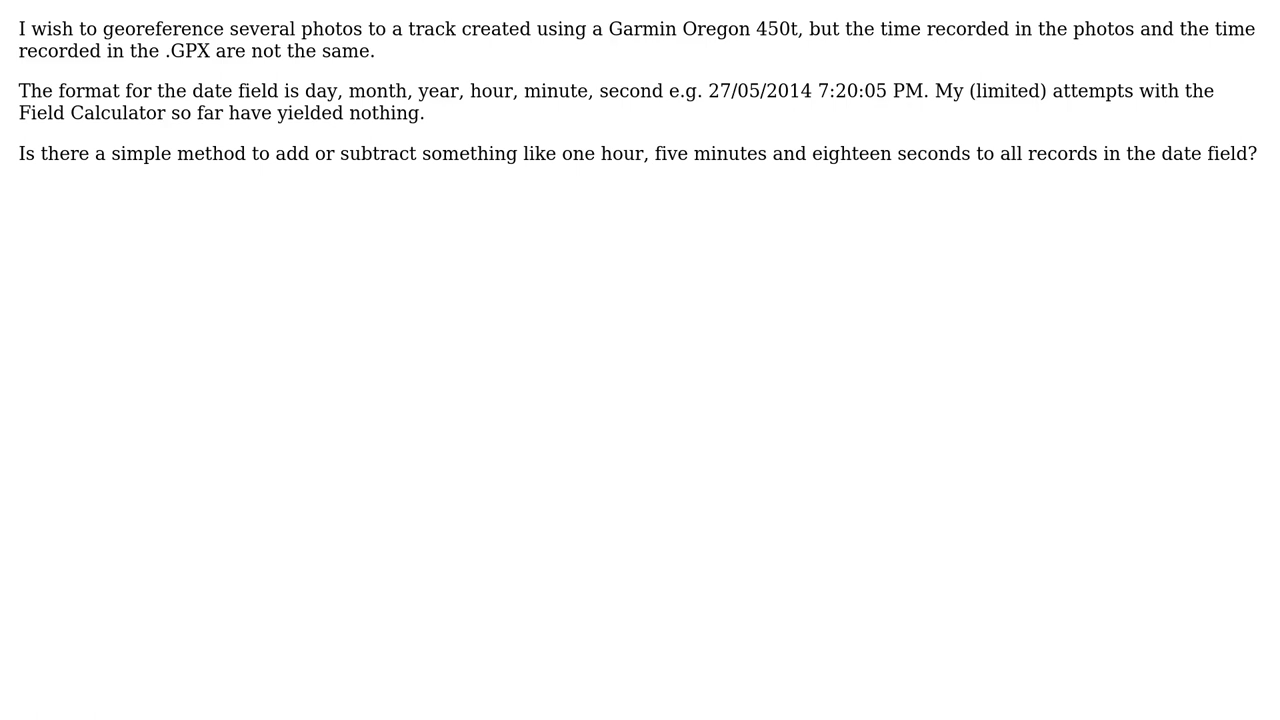 I wish to georeference several photos to a track created using a Garmin Oregon 450t, but the time recorded in the photos and the time
recorded in the .GPX are not the same.
The format for the date field is day, month, year, hour, minute, second e.g. 27/05/2014 7:20:05 PM. My (limited) attempts with the
Field Calculator so far have yielded nothing.
Is there a simple method to add or subtract something like one hour, five minutes and eighteen seconds to all records in the date field?